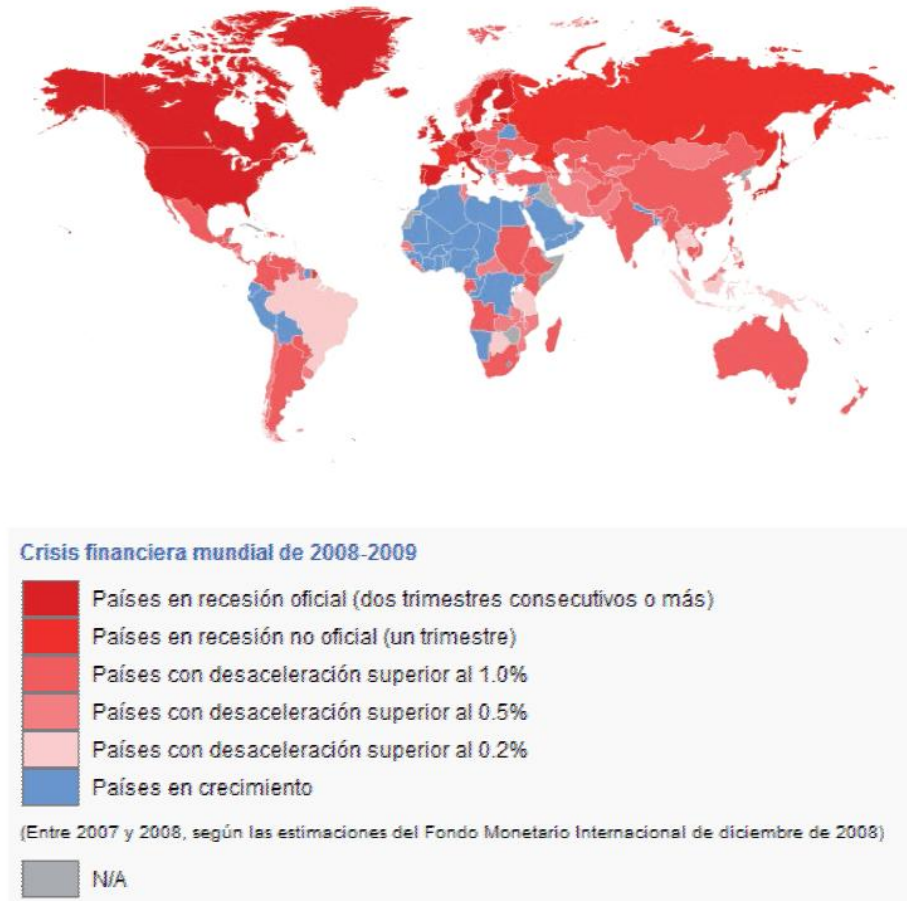 Crisis financiera mundial de 2008-2009
Países en recesión oficial (dos trimestres consecutivos o más)
Países en recesión no oficial (un trimestre)
Países con desaceleración superior al 1.0%
Países con desaceleración superior al 0.5%
Países con desaceleración superior al 0.2%
Países en crecimiento
(Entre 2007 y 2008, según las estimaciones del Fondo Monetario Internacional de diciembre de 2008)
N/A